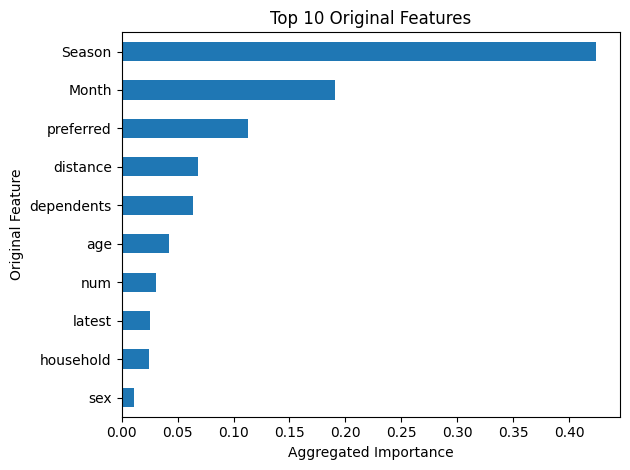 Top 10 Original Features
Original Feature
Season
Month
preferred
distance
dependents
age
num
latest
household
sex
0.00 0.05 0.10 0.15 0.20 0.25 0.30 0.35 0.40
Aggregated Importance